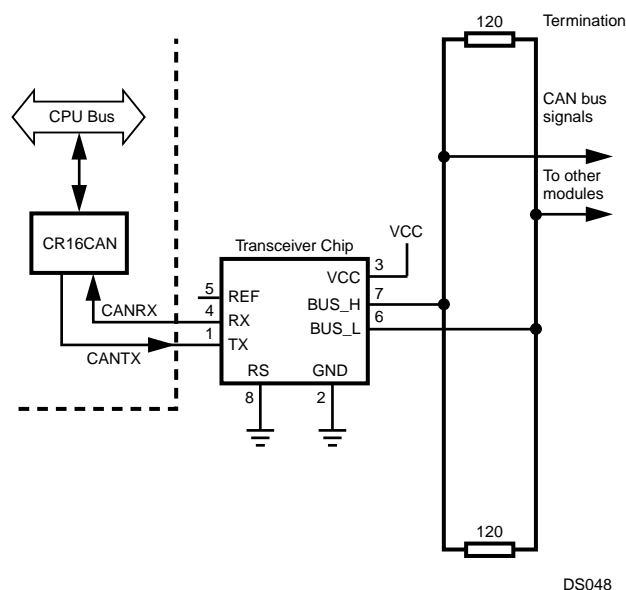 120
Termination
CAN bus
signals
To other
modules
CPU Bus
CR16CAN
Transceiver Chip
VCC
3
VCC
5
REF
7
BUS_H
CANRX
4
RX
6
BUS_L
1
TX
CANTX
RS
GND
8
2
120
DS048